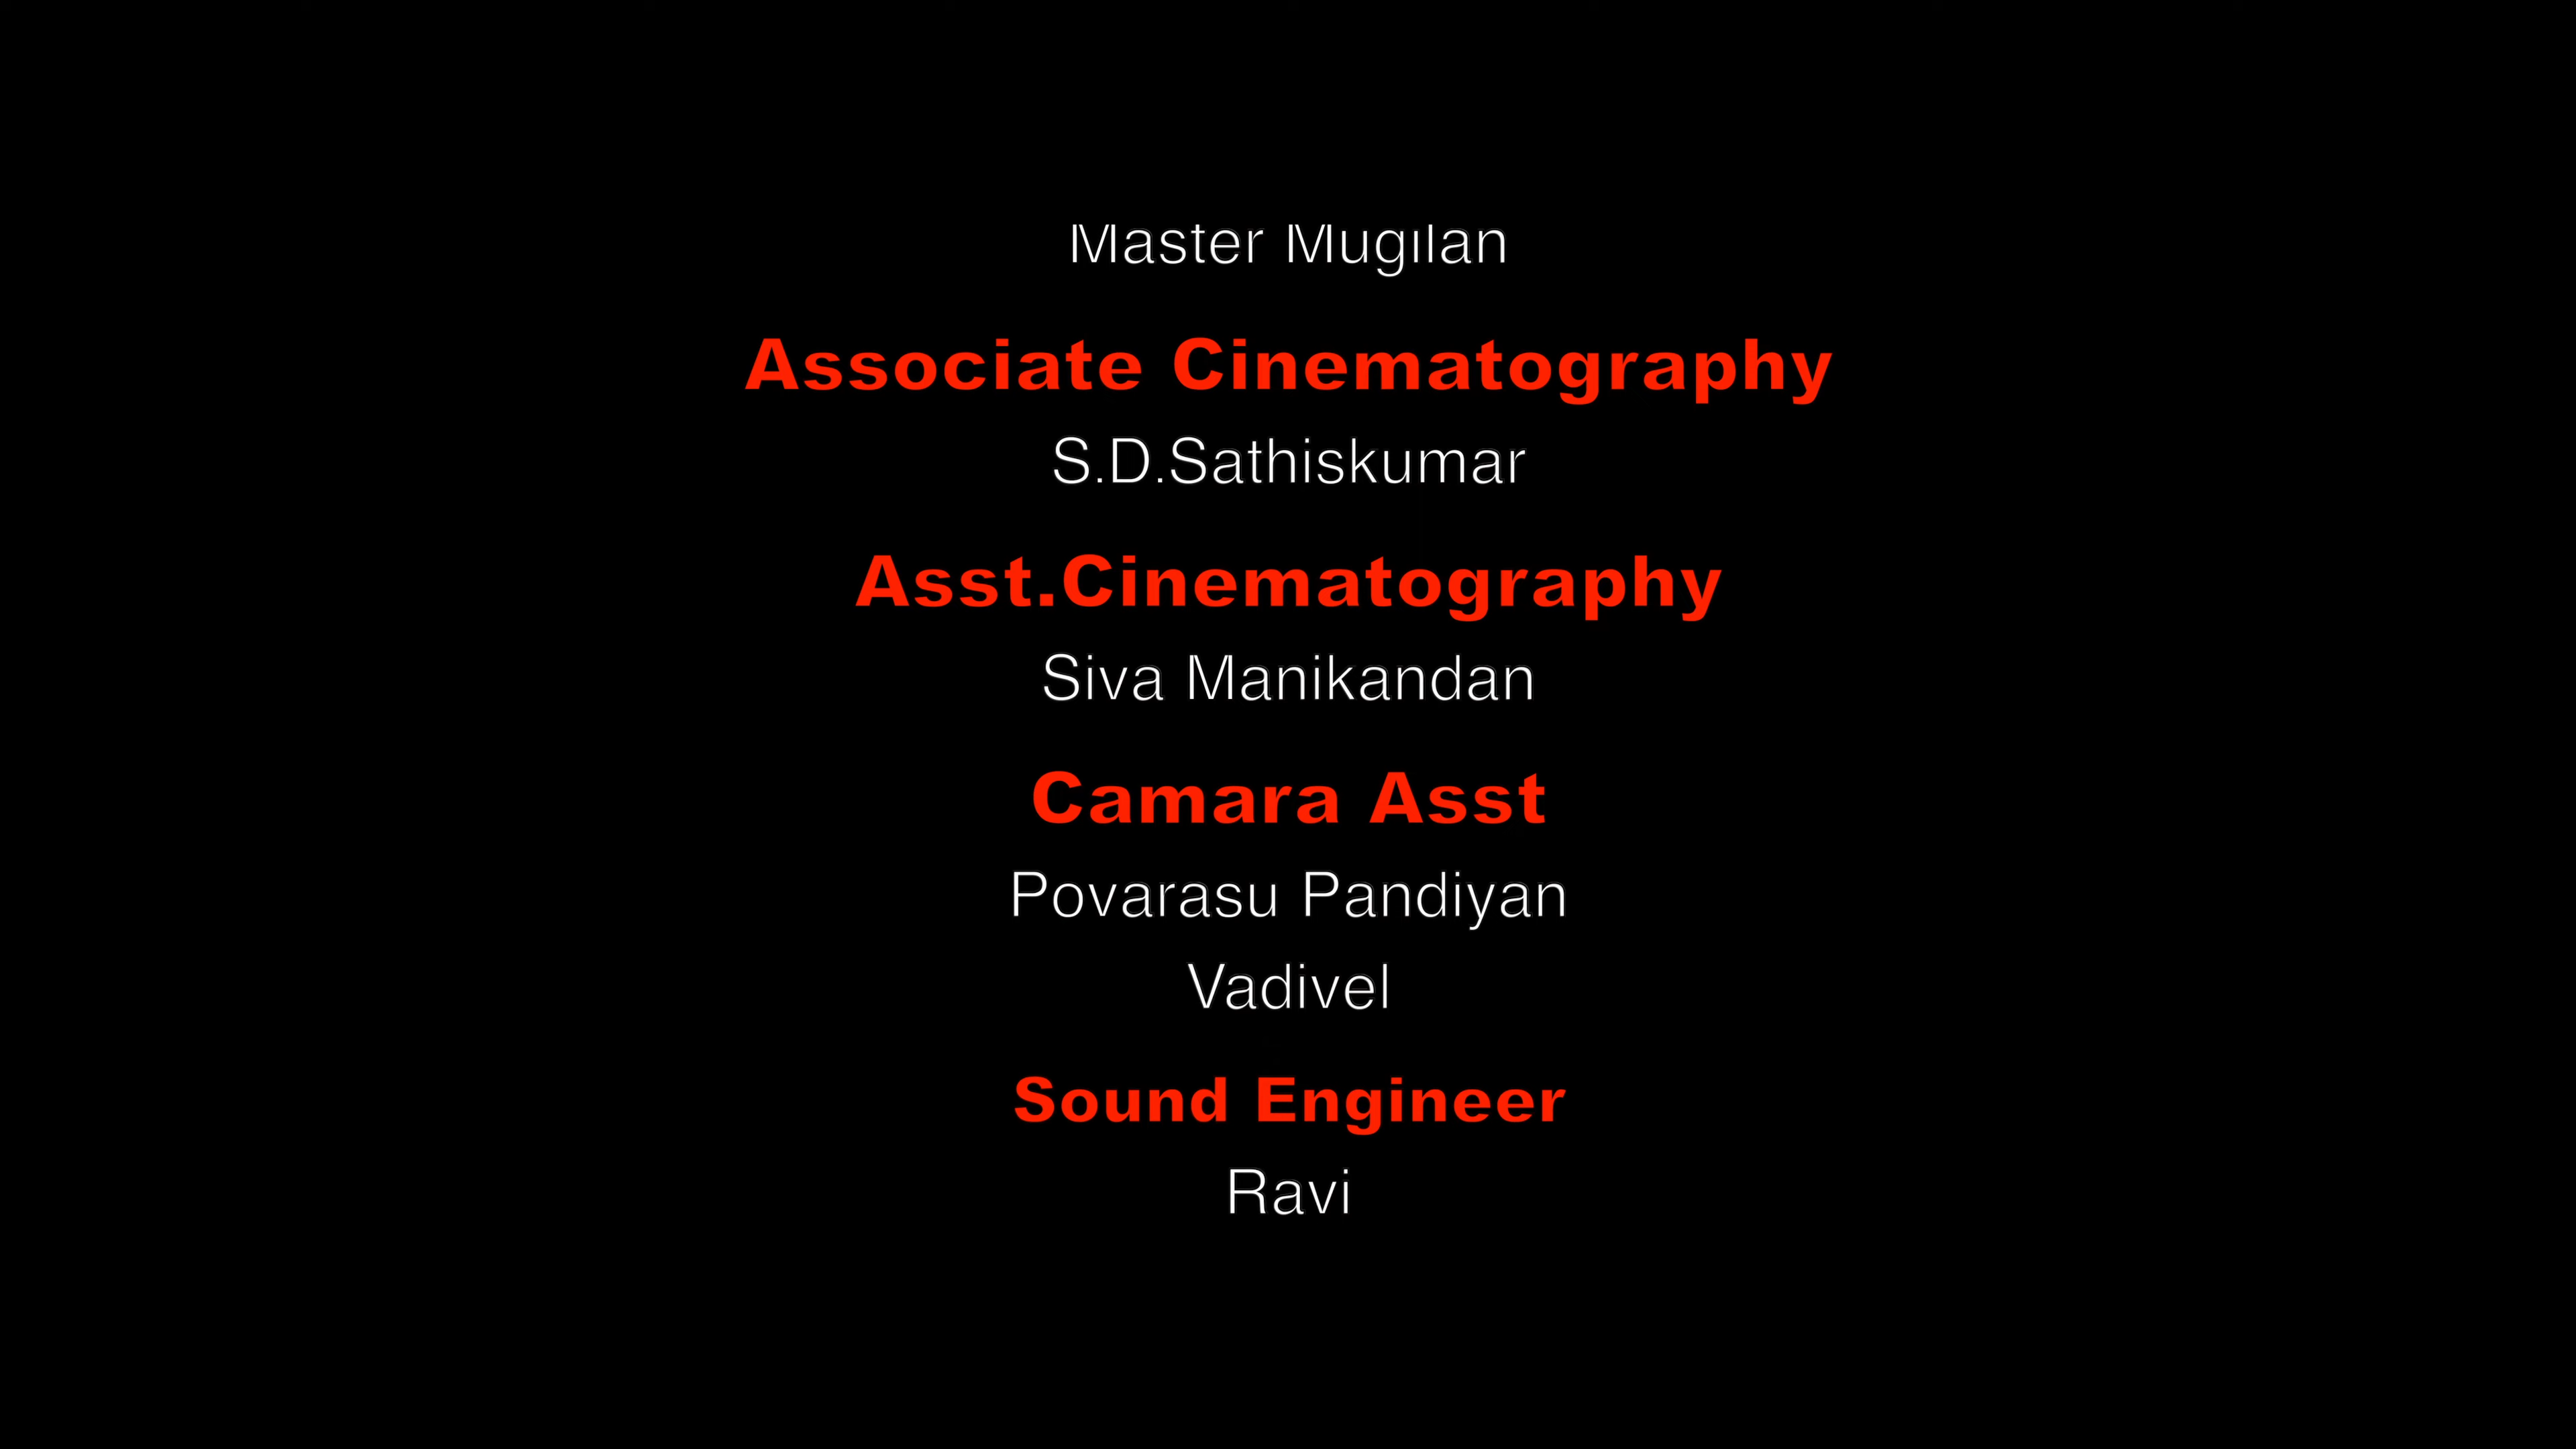 Master Mugilan
Associate Cinematography
S.D.Sathiskumar
Asst.Cinematography
Siva Manikandan
Camara Asst
Povarasu Pandiyan
Vadivel
Sound Engineer
Ravi